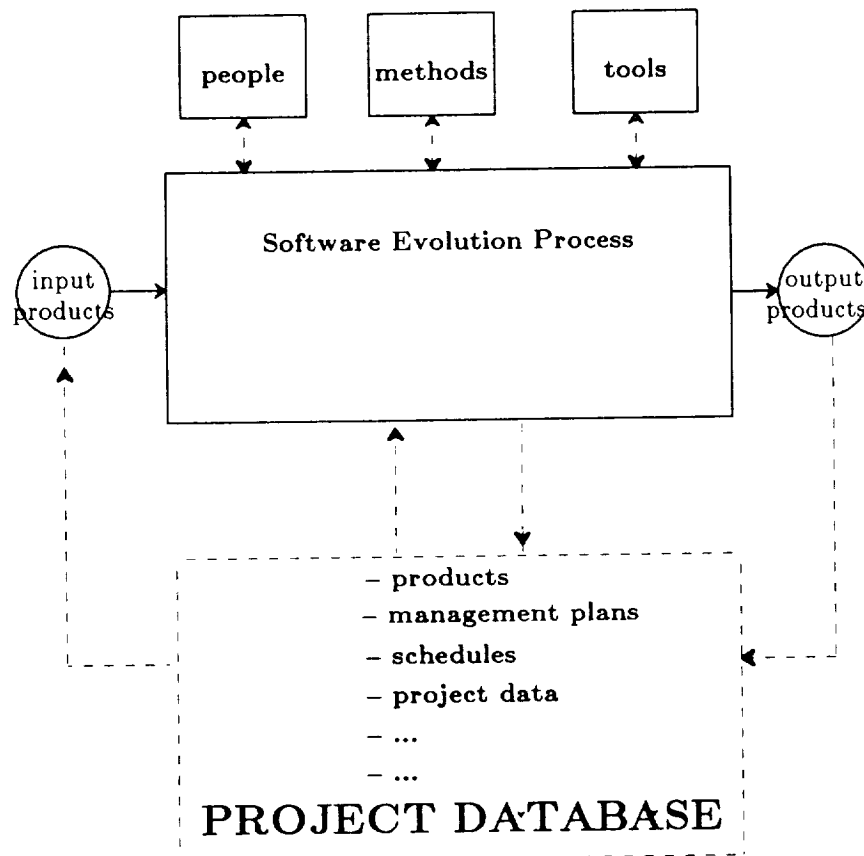 people
methods
tools
Software Evolution Process
input
products
output
products
– products
– management plans
– schedules
– project data
– ...
– ...
PROJECT DATABASE